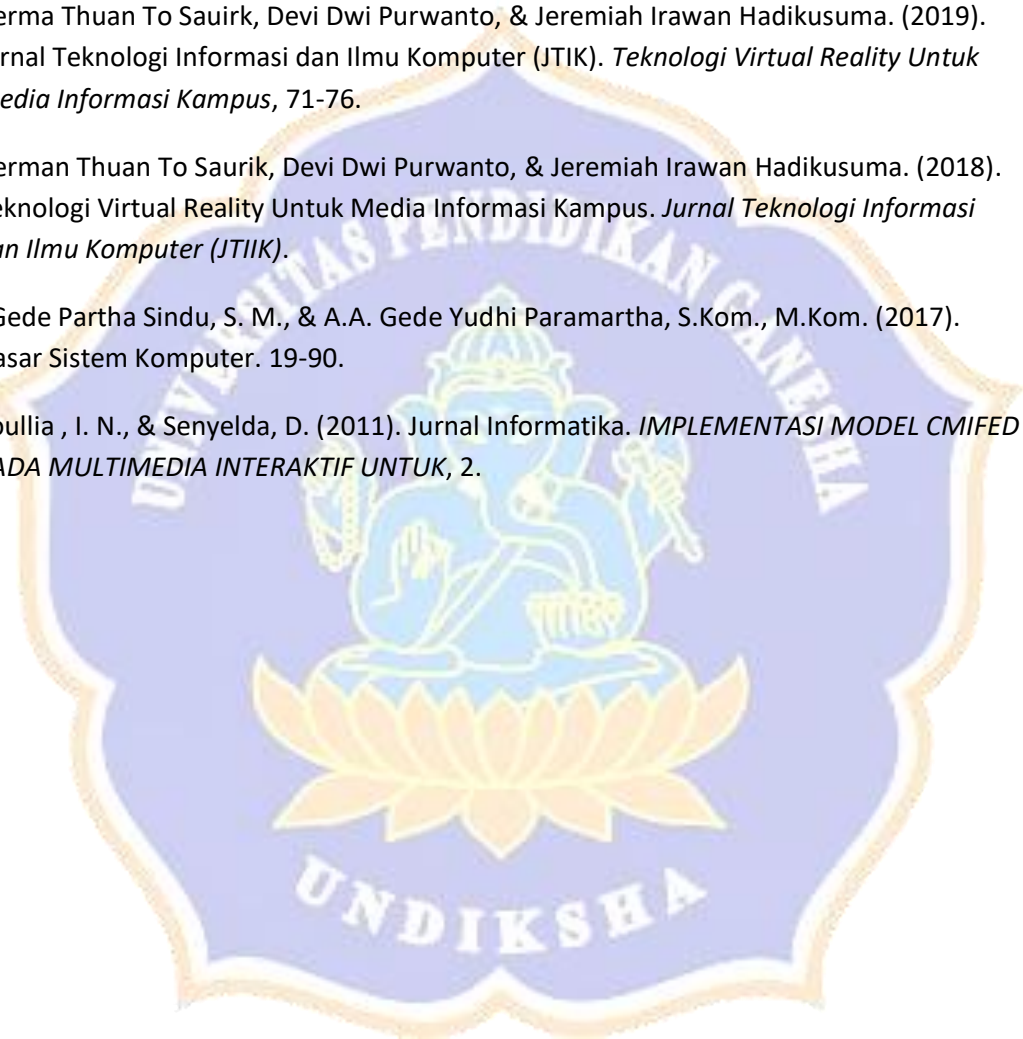 erma Thuan To Sauirk, Devi Dwi Purwanto, & Jeremiah Irawan Hadikusuma. (2019).
rnal Teknologi Informasi dan Ilmu Komputer (JTIK). Teknologi Virtual Reality Untuk
edia Informasi Kampus, 71-76.
erman Thuan To Saurik, Devi Dwi Purwanto, & Jeremiah Irawan Hadikusuma. (2018).
eknologi Virtual Reality Untuk Media Informasi Kampus. Jurnal Teknologi Informasi
an Ilmu Komputer (JTIIK).
Gede Partha Sindu, S. M., & A.A. Gede Yudhi Paramartha, S.Kom., M.Kom. (2017).
asar Sistem Komputer. 19-90.
oullia , I. N., & Senyelda, D. (2011). Jurnal Informatika. IMPLEMENTASI MODEL CMIFED
ADA MULTIMEDIA INTERAKTIF UNTUK, 2.
UNIVERSITAS PENDIDIKAN GANESHA
UNDIKSHA